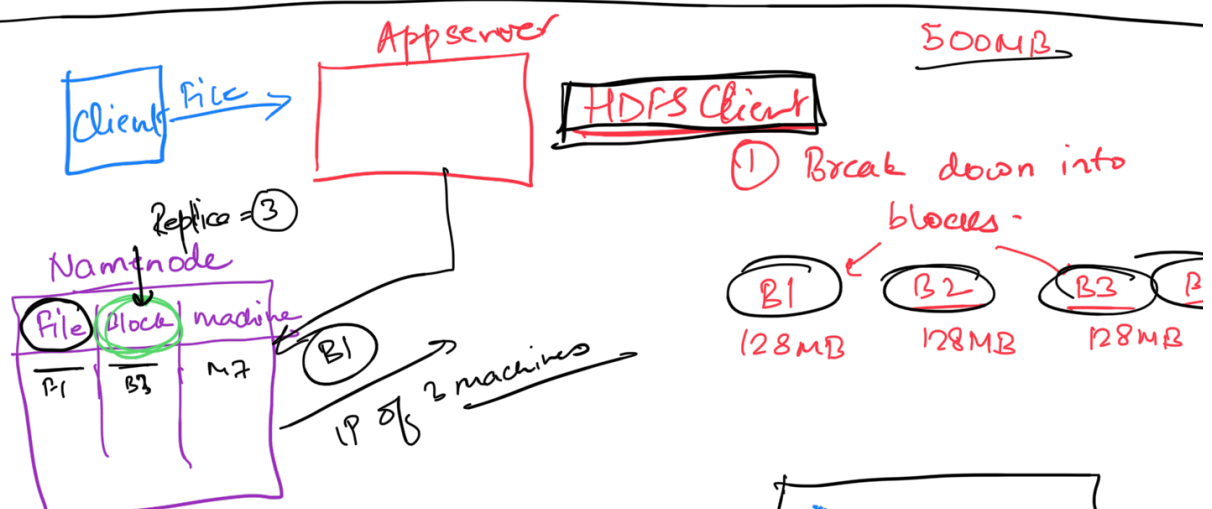 Appserver
500MB
Client
File
HDFS Client
① Break down into
blocks.
Replica = ③
Namenode
B1
B2
B3
B
File
Block
machine
128MB
128MB
128MB
B1
F1
B3
M7
IP of 3 machines